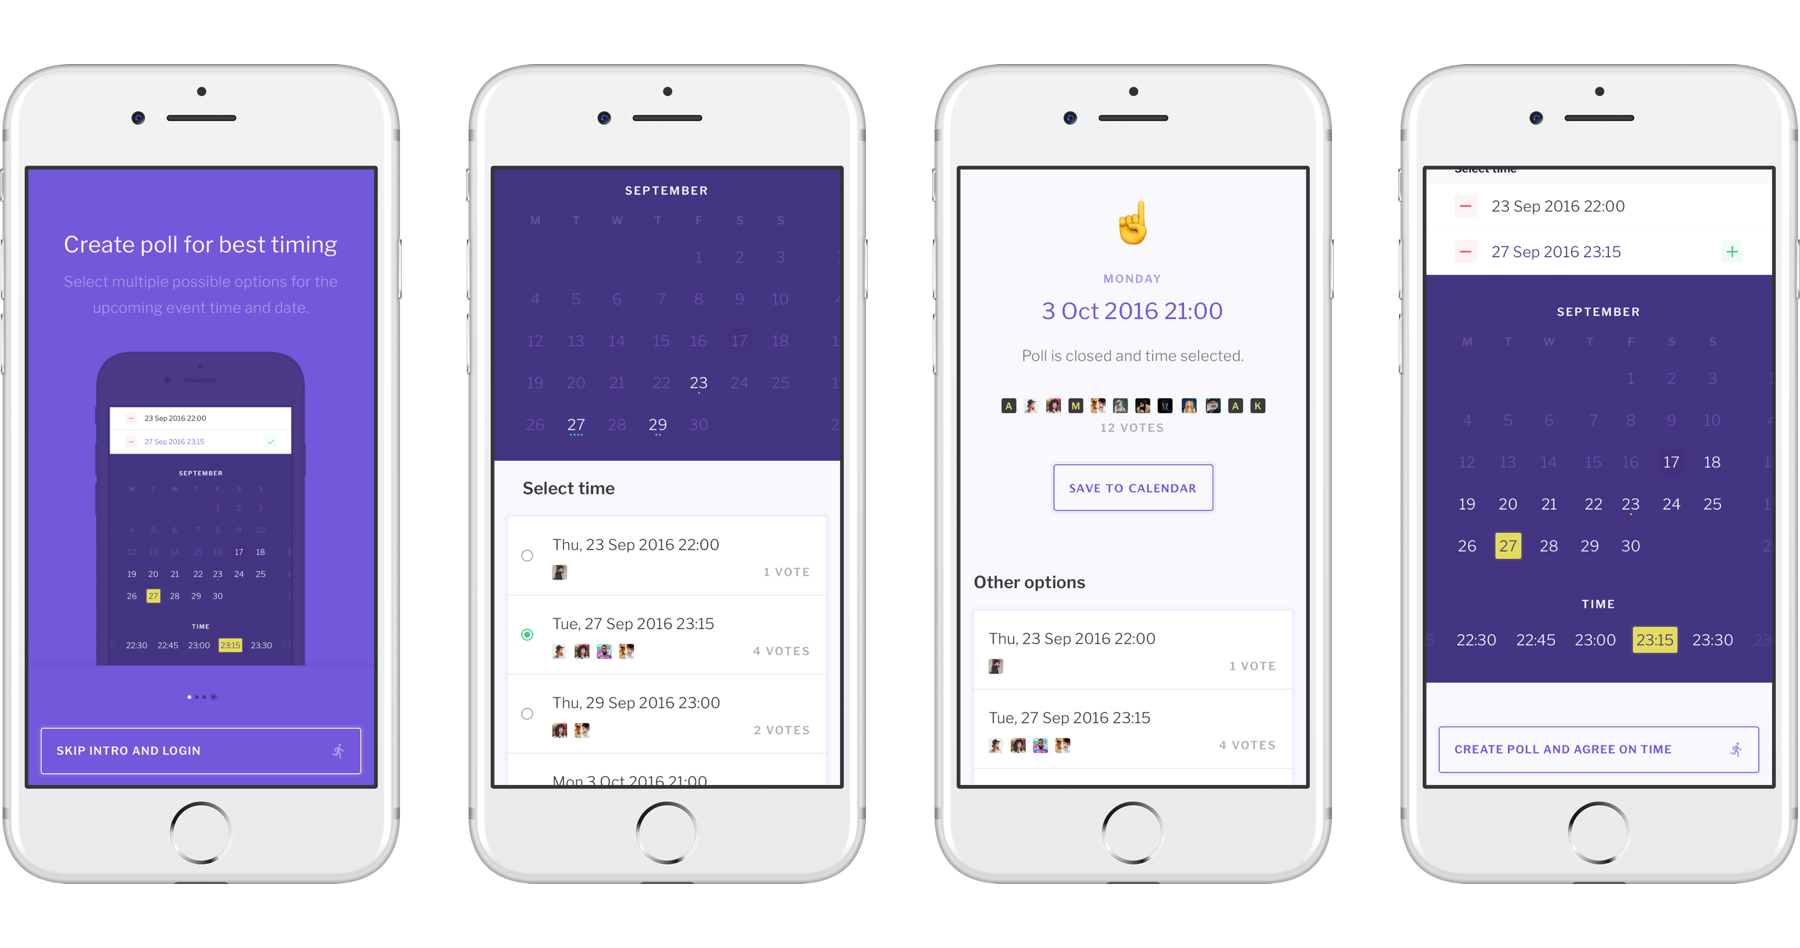 Create poll for best timing
Select multiple possible options for the
upcoming event time and date.
23 Sep 2016 22:00
27 Sep 2016 23:15
SEPTEMBER
M T W T F S S
1 2 3
4 5 6 7 8 9 10
12 13 14 15 16 17 18
19 20 21 22 23 24 25
26 27 28 29 30
TIME
22:30 22:45 23:00 23:15 23:30
SKIP INTRO AND LOGIN
SEPTEMBER
M T W T F S S
1 2 3
4 5 6 7 8 9 10
12 13 14 15 16 17 18
19 20 21 22 23 24 25
26 27 28 29 30
Select time
Thu, 23 Sep 2016 22:00
1 VOTE
Tue, 27 Sep 2016 23:15
4 VOTES
Thu, 29 Sep 2016 23:00
2 VOTES
Mon 3 Oct 2016 21:00
MONDAY
3 Oct 2016 21:00
Poll is closed and time selected.
A M A K
12 VOTES
SAVE TO CALENDAR
Other options
Thu, 23 Sep 2016 22:00
1 VOTE
Tue, 27 Sep 2016 23:15
4 VOTES
Select time
23 Sep 2016 22:00
27 Sep 2016 23:15
SEPTEMBER
M T W T F S S
1 2 3
4 5 6 7 8 9 10
12 13 14 15 16 17 18
19 20 21 22 23 24 25
26 27 28 29 30
TIME
22:30 22:45 23:00 23:15 23:30
CREATE POLL AND AGREE ON TIME